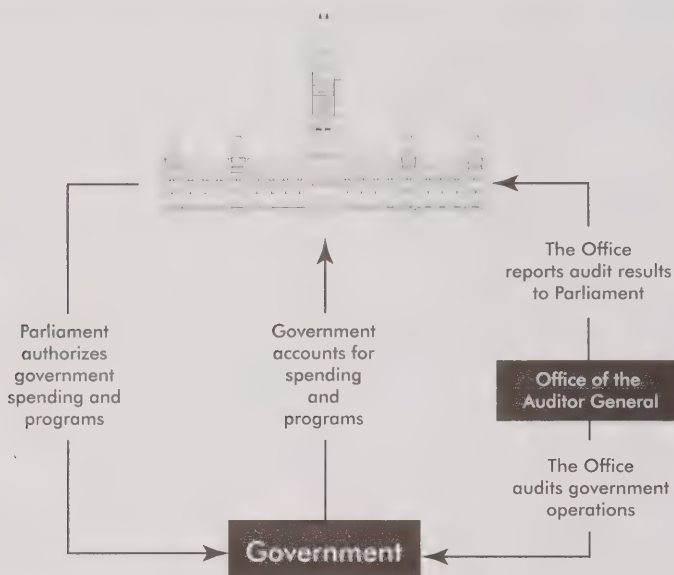 Parliament
authorizes
government
spending and
programs
Government
accounts for
spending
and
programs
The Office
reports audit results
to Parliament
Office of the
Auditor General
The Office
audits government
operations
Government